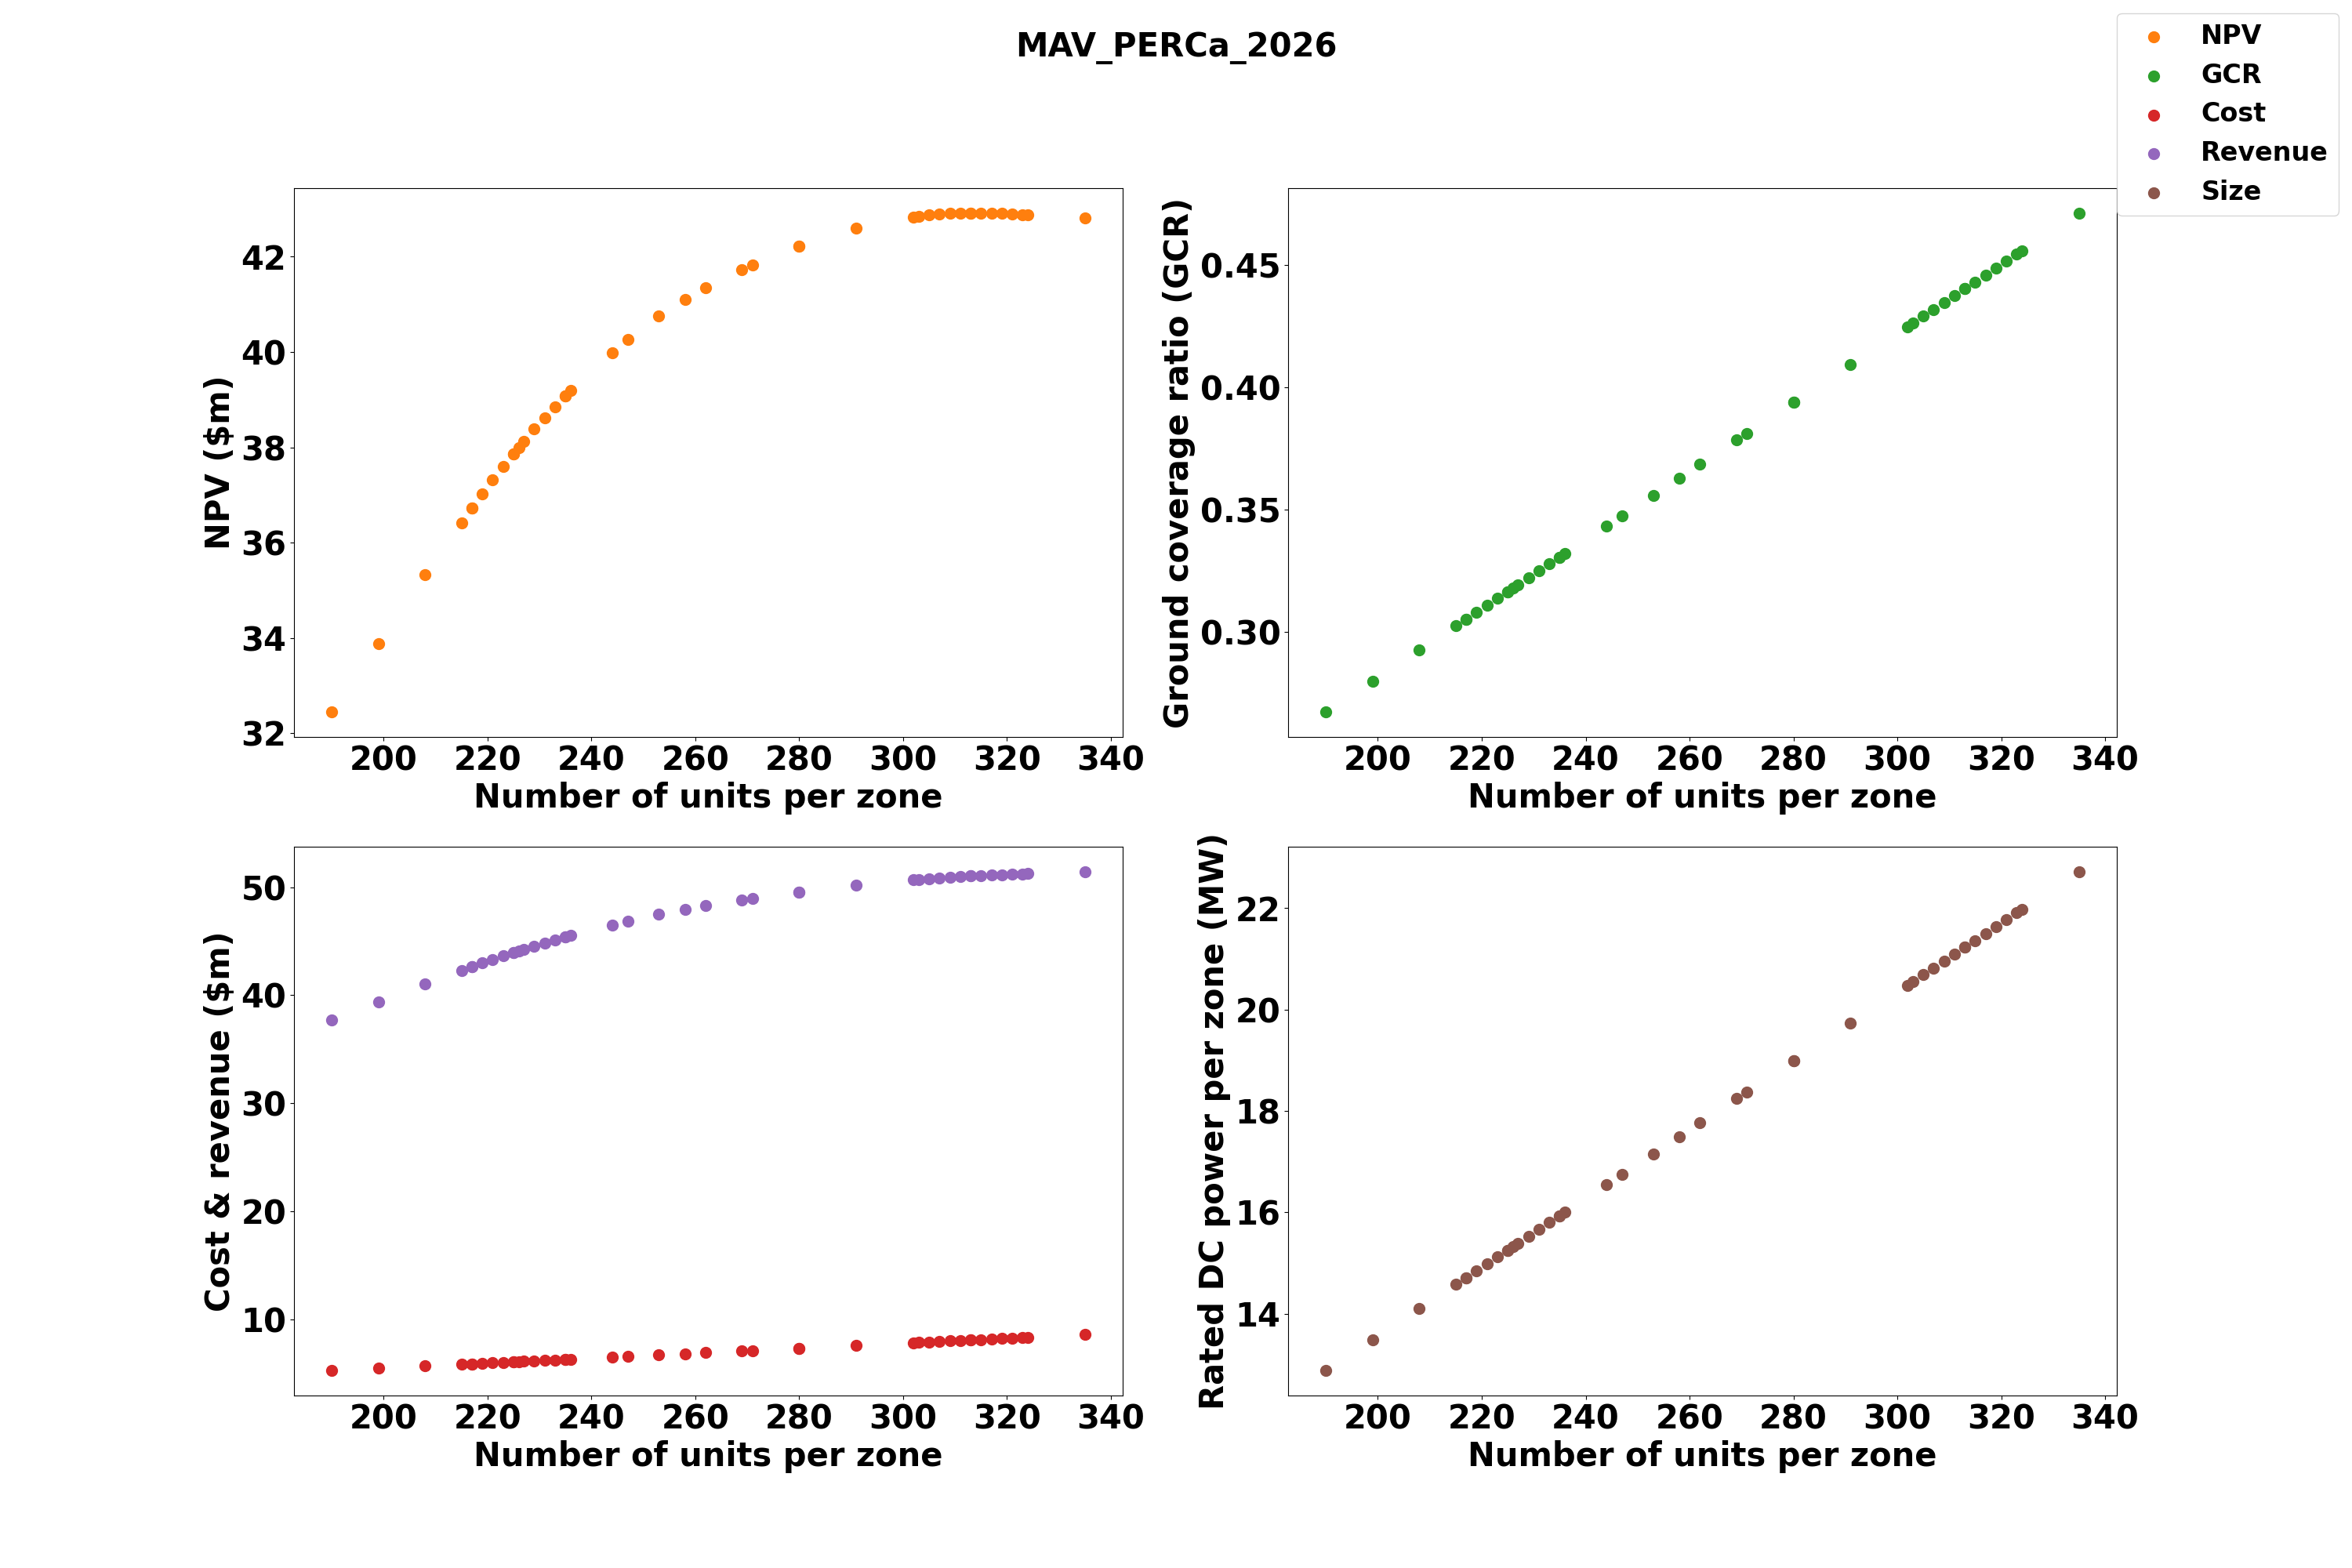 MAV_PERCa_2026
NPV
GCR
Cost
Revenue
Size
NPV ($m)
42
40
38
36
34
32
200 220 240 260 280 300 320 340
Number of units per zone
Ground coverage ratio (GCR)
0.45
0.40
0.35
0.30
200 220 240 260 280 300 320 340
Number of units per zone
Cost & revenue ($m)
50
40
30
20
10
200 220 240 260 280 300 320 340
Number of units per zone
Rated DC power per zone (MW)
22
20
18
16
14
200 220 240 260 280 300 320 340
Number of units per zone